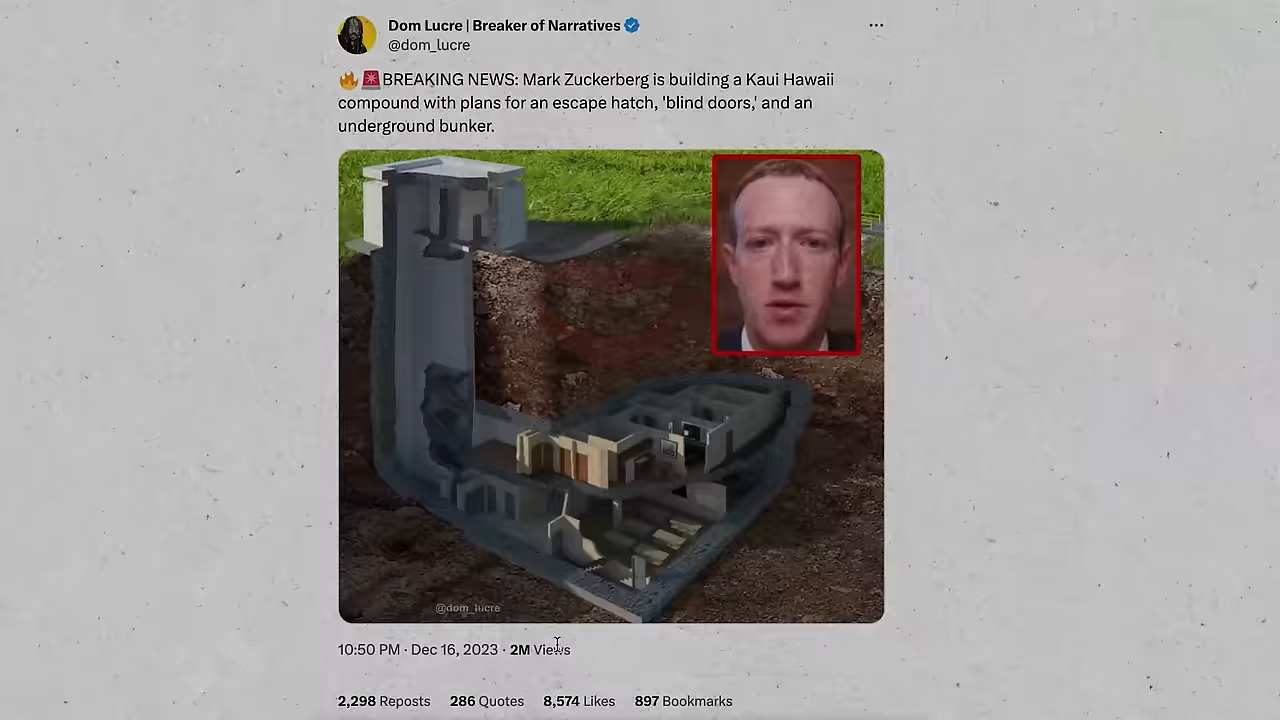 Dom Lucre | Breaker of Narratives
@dom_lucre
🔥🚨BREAKING NEWS: Mark Zuckerberg is building a Kaui Hawaii
compound with plans for an escape hatch, 'blind doors,' and an
underground bunker.
@dom_lucre
10:50 PM · Dec 16, 2023 · 2M Views
2,298 Reposts 286 Quotes 8,574 Likes 897 Bookmarks